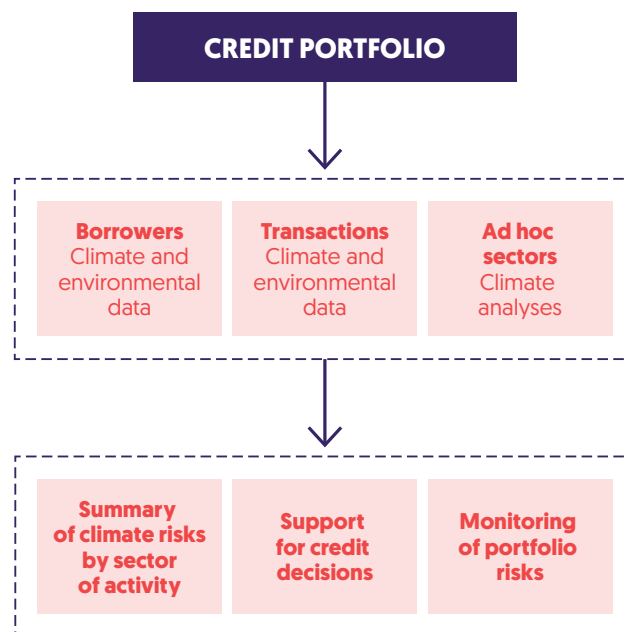 CREDIT PORTFOLIO
Borrowers
Climate and
environmental
data
Transactions
Climate and
environmental
data
Ad hoc
sectors
Climate
analyses
Summary
of climate risks
by sector
of activity
Support
for credit
decisions
Monitoring
of portfolio
risks